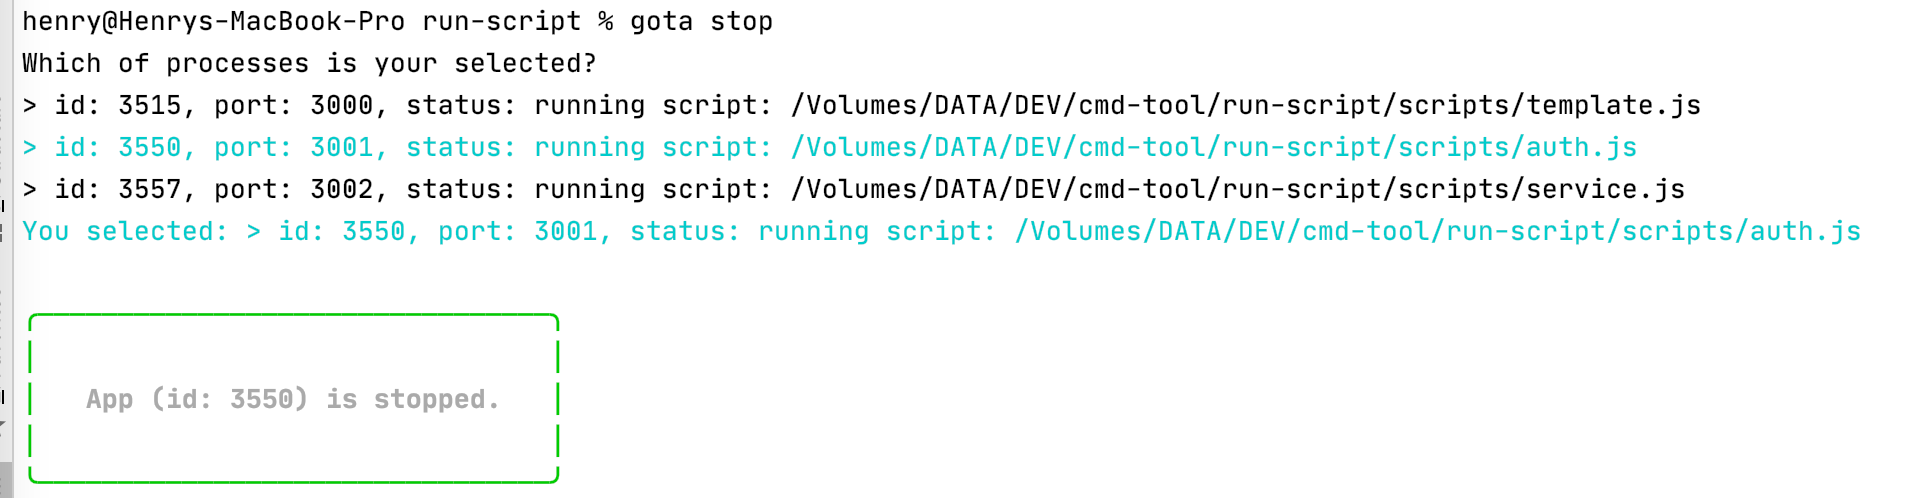 henry@Henrys-MacBook-Pro run-script % gota stop
Which of processes is your selected?
> id: 3515, port: 3000, status: running script: /Volumes/DATA/DEV/cmd-tool/run-script/scripts/template.js
> id: 3550, port: 3001, status: running script: /Volumes/DATA/DEV/cmd-tool/run-script/scripts/auth.js
> id: 3557, port: 3002, status: running script: /Volumes/DATA/DEV/cmd-tool/run-script/scripts/service.js
You selected: > id: 3550, port: 3001, status: running script: /Volumes/DATA/DEV/cmd-tool/run-script/scripts/auth.js
App (id: 3550) is stopped.